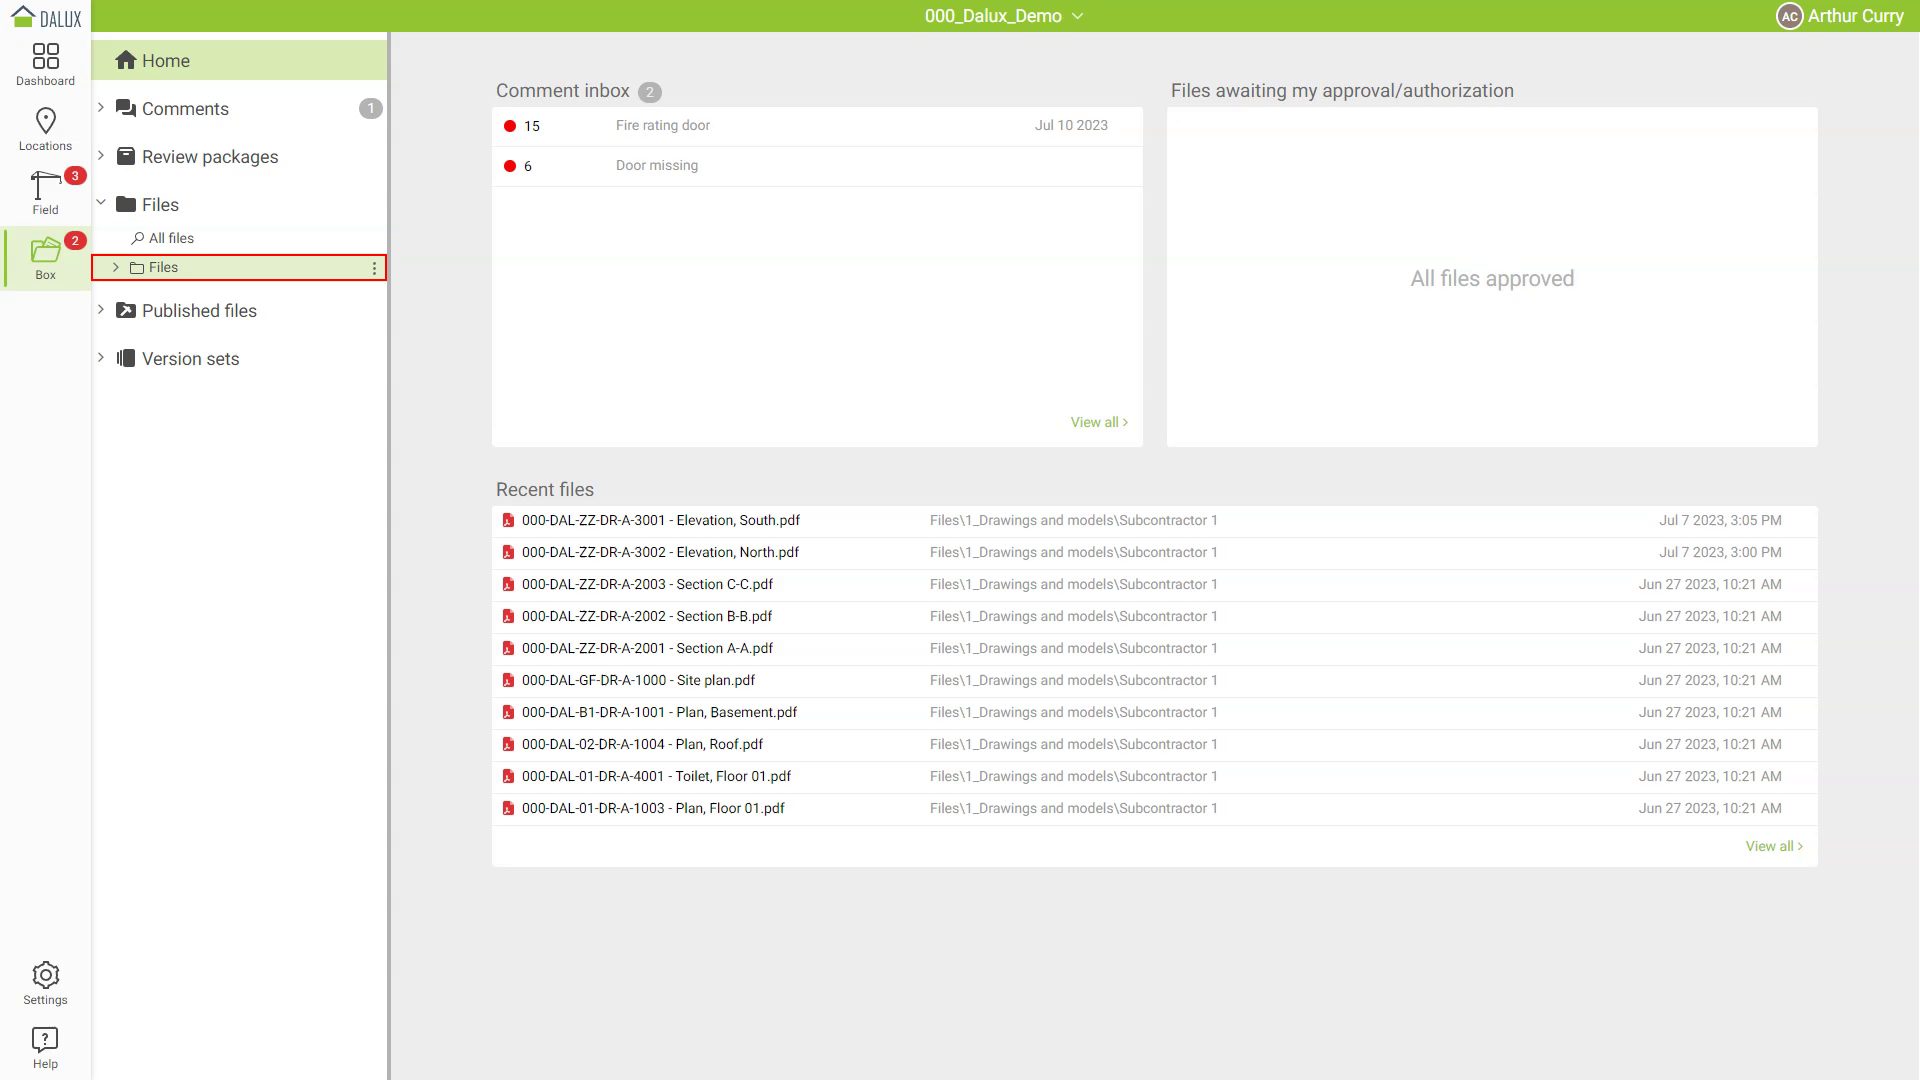 DALUX
000_Dalux_Demo
AC Arthur Curry
Dashboard
Locations
3
Field
2
Box
Settings
?
Help
Home
Comments 1
Review packages
Files
All files
Files
Published files
Version sets
Comment inbox 2
15 Fire rating door Jul 10 2023
6 Door missing
View all >
Files awaiting my approval/authorization
All files approved
Recent files
000-DAL-ZZ-DR-A-3001 - Elevation, South.pdf Files\1_Drawings and models\Subcontractor 1 Jul 7 2023, 3:05 PM
000-DAL-ZZ-DR-A-3002 - Elevation, North.pdf Files\1_Drawings and models\Subcontractor 1 Jul 7 2023, 3:00 PM
000-DAL-ZZ-DR-A-2003 - Section C-C.pdf Files\1_Drawings and models\Subcontractor 1 Jun 27 2023, 10:21 AM
000-DAL-ZZ-DR-A-2002 - Section B-B.pdf Files\1_Drawings and models\Subcontractor 1 Jun 27 2023, 10:21 AM
000-DAL-ZZ-DR-A-2001 - Section A-A.pdf Files\1_Drawings and models\Subcontractor 1 Jun 27 2023, 10:21 AM
000-DAL-GF-DR-A-1000 - Site plan.pdf Files\1_Drawings and models\Subcontractor 1 Jun 27 2023, 10:21 AM
000-DAL-B1-DR-A-1001 - Plan, Basement.pdf Files\1_Drawings and models\Subcontractor 1 Jun 27 2023, 10:21 AM
000-DAL-02-DR-A-1004 - Plan, Roof.pdf Files\1_Drawings and models\Subcontractor 1 Jun 27 2023, 10:21 AM
000-DAL-01-DR-A-4001 - Toilet, Floor 01.pdf Files\1_Drawings and models\Subcontractor 1 Jun 27 2023, 10:21 AM
000-DAL-01-DR-A-1003 - Plan, Floor 01.pdf Files\1_Drawings and models\Subcontractor 1 Jun 27 2023, 10:21 AM
View all >